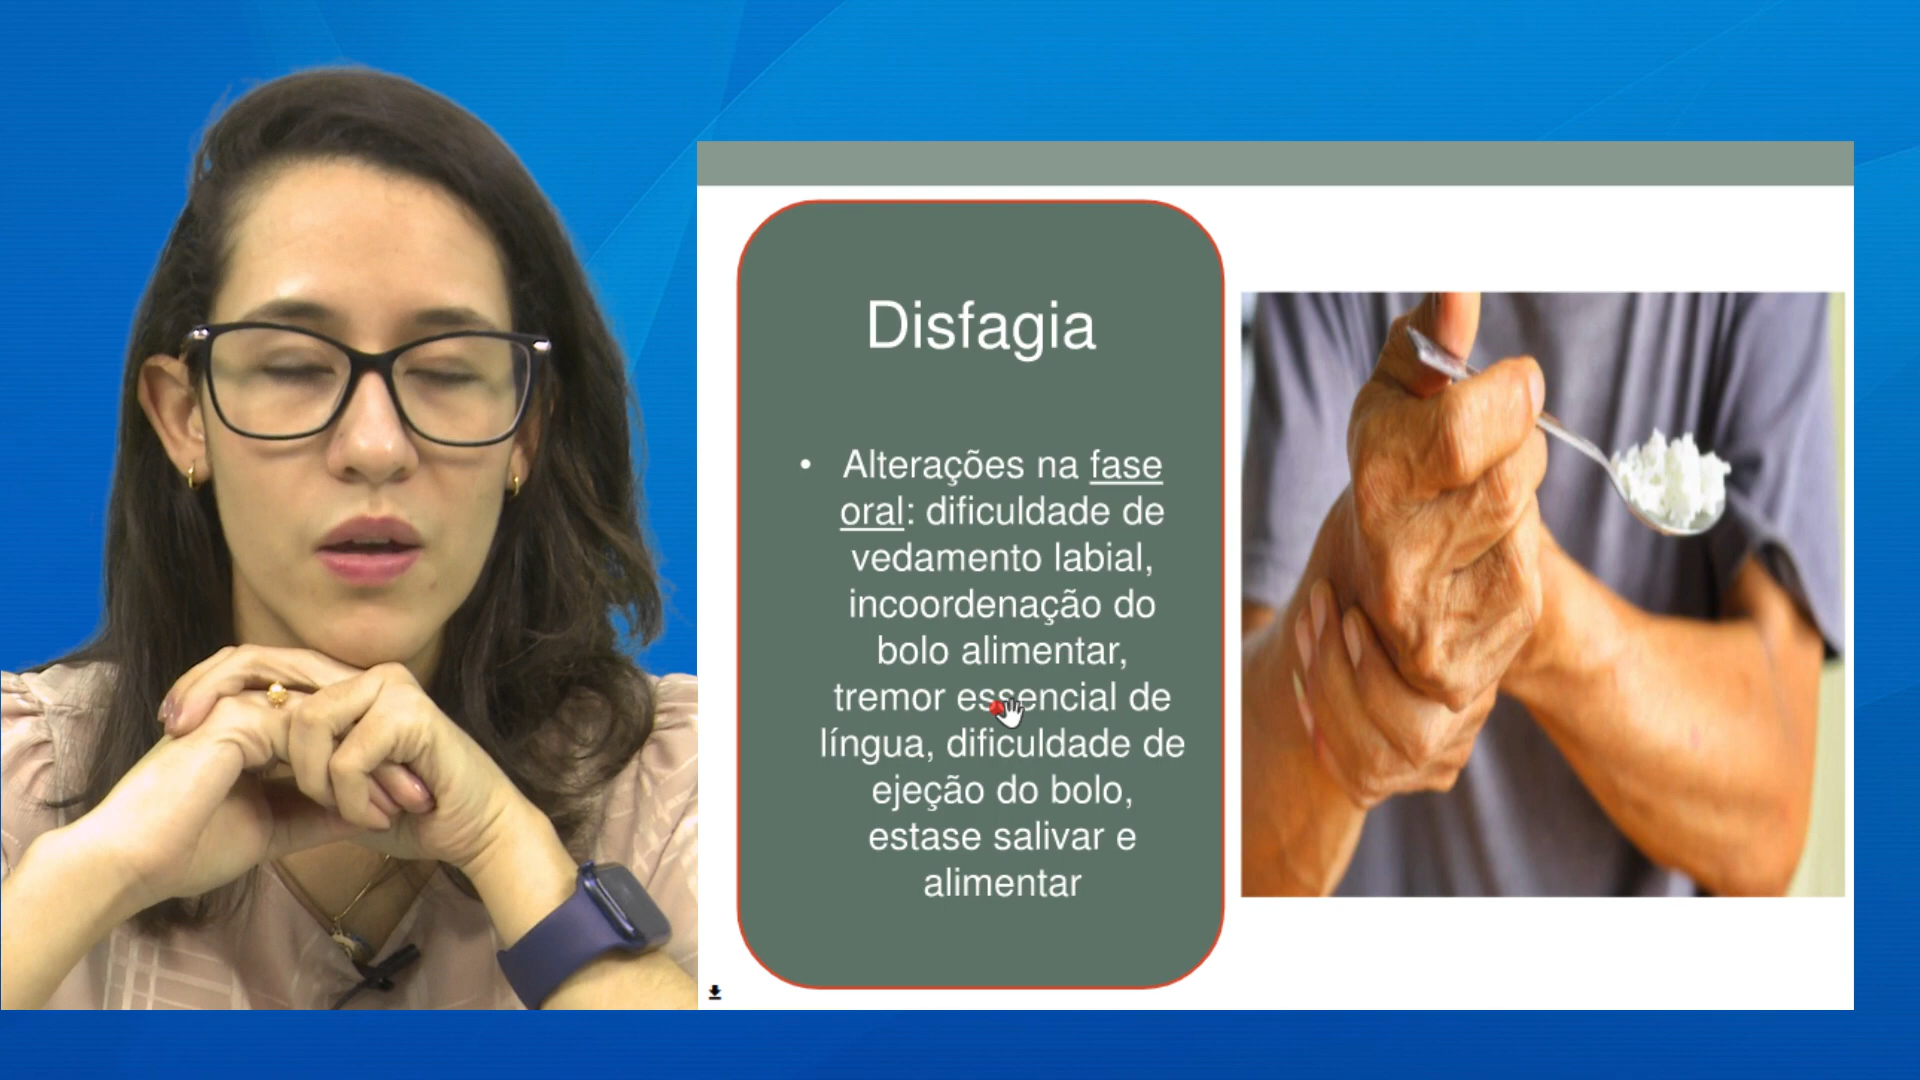 Disfagia
• Alterações na fase
oral: dificuldade de
vedamento labial,
incoordenação do
bolo alimentar,
tremor essencial de
língua, dificuldade de
ejeção do bolo,
estase salivar e
alimentar